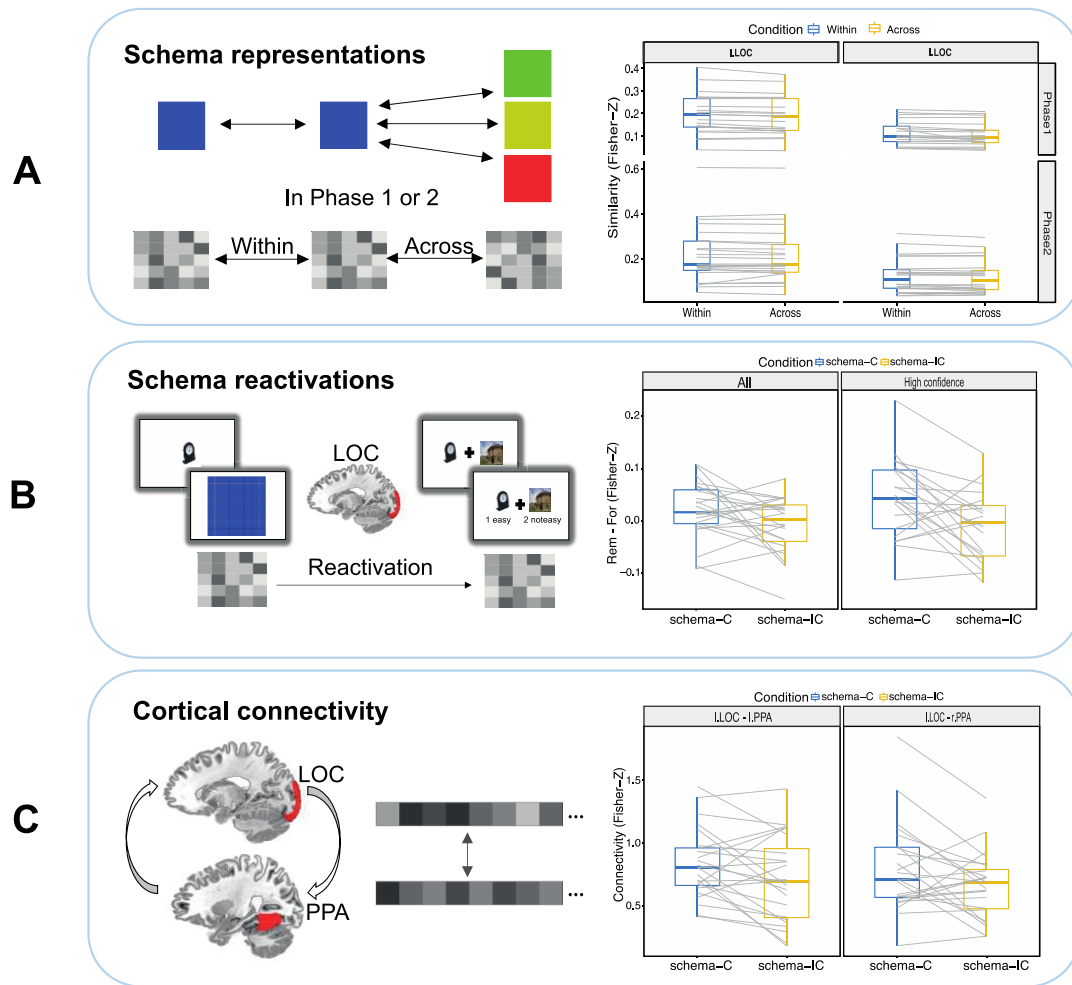 A
Schema representations
In Phase 1 or 2
Within
Across
Condition Within Across
LLOC
LLOC
Similarity (Fisher-Z)
0.4
0.3
0.2
0.1
0.6
0.4
0.2
Phase1
Phase2
Within
Across
Within
Across
B
Schema reactivations
LOC
1 easy
2 noteasy
Reactivation
Condition schema-C schema-IC
All
High confidence
Rem - For (Fisher-Z)
0.2
0.1
0.0
-0.1
schema-C
schema-IC
schema-C
schema-IC
C
Cortical connectivity
LOC
PPA
...
...
Condition schema-C schema-IC
l.LOC - l.PPA
l.LOC - r.PPA
Connectivity (Fisher-Z)
1.5
1.0
0.5
schema-C
schema-IC
schema-C
schema-IC